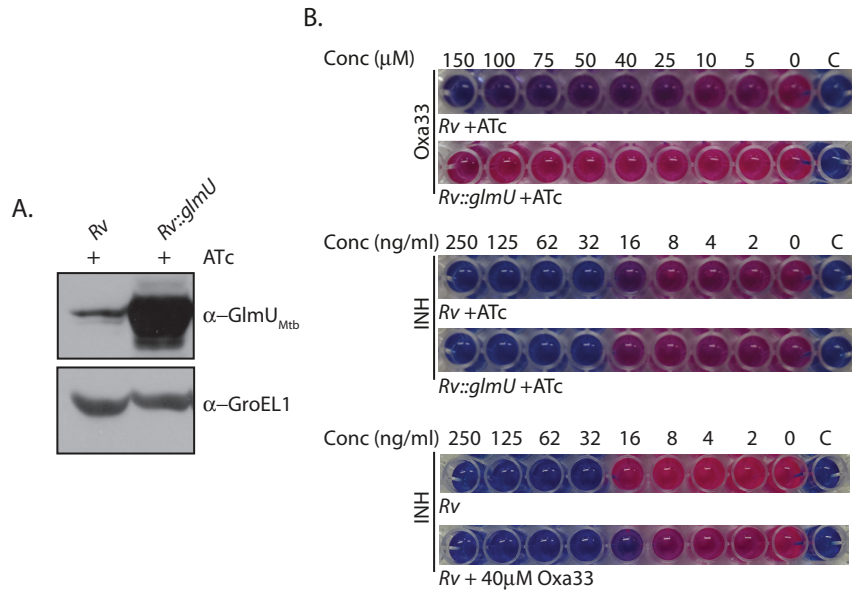 A.
Rv Rv::glmU
+ + ATc
α–GlmU Mtb
α–GroEL1
B.
Conc (μM) 150 100 75 50 40 25 10 5 0 C
Oxa33
Rv +ATc
Rv::glmU +ATc
Conc (ng/ml) 250 125 62 32 16 8 4 2 0 C
INH
Rv +ATc
Rv::glmU +ATc
Conc (ng/ml) 250 125 62 32 16 8 4 2 0 C
INH
Rv
Rv + 40μM Oxa33